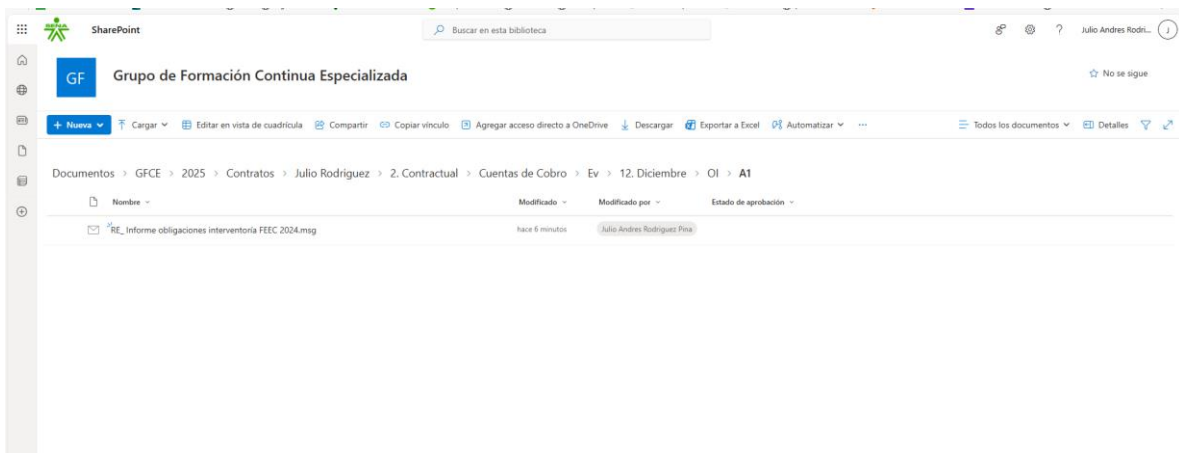 SENA
SharePoint
Buscar en esta biblioteca
Julio Andres Rodri...
J
GF
Grupo de Formación Continua Especializada
No se sigue
+ Nueva
Cargar
Editar en vista de cuadrícula
Compartir
Copiar vínculo
Agregar acceso directo a OneDrive
Descargar
Exportar a Excel
Automatizar
...
Todos los documentos
Detalles
Documentos > GFCE > 2025 > Contratos > Julio Rodriguez > 2. Contractual > Cuentas de Cobro > Ev > 12. Diciembre > OI > A1
Nombre
Modificado
Modificado por
Estado de aprobación
RE_ Informe obligaciones interventoría FEEC 2024.msg
hace 6 minutos
Julio Andres Rodriguez Pina